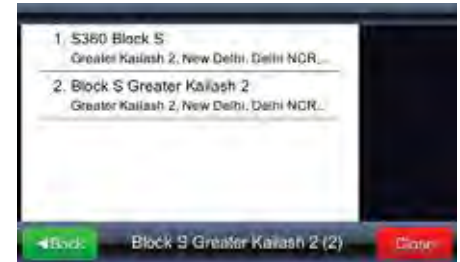 1. S360 Block S
Greater Kailash 2, New Delhi, Delhi NCR...
2. Block S Greater Kailash 2
Greater Kailash 2, New Delhi, Delhi NCR...
Back
Block S Greater Kailash 2 (2)
Close